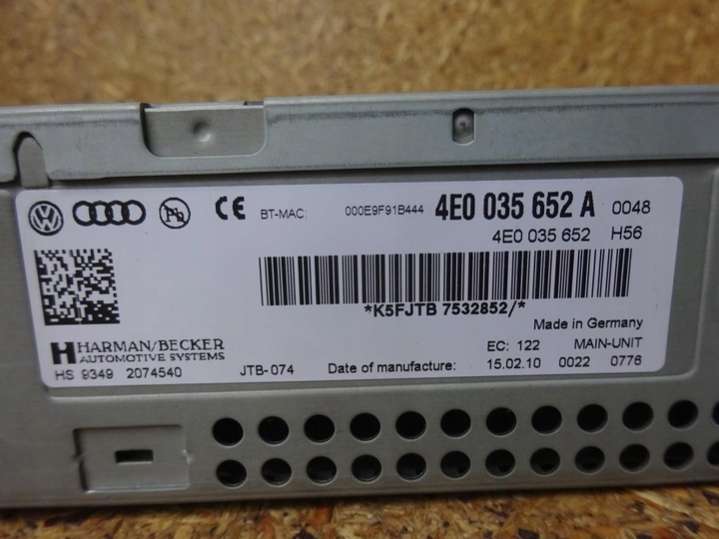 Pb CE BT-MAC: 000E9F91B444 4E0 035 652 A 0048
4E0 035 652 H56
*K5FJTB 7532852/*
Made in Germany
HARMAN/BECKER
AUTOMOTIVE SYSTEMS
EC: 122 MAIN-UNIT
HS 9349 2074540 JTB-074 Date of manufacture: 15.02.10 0022 0776